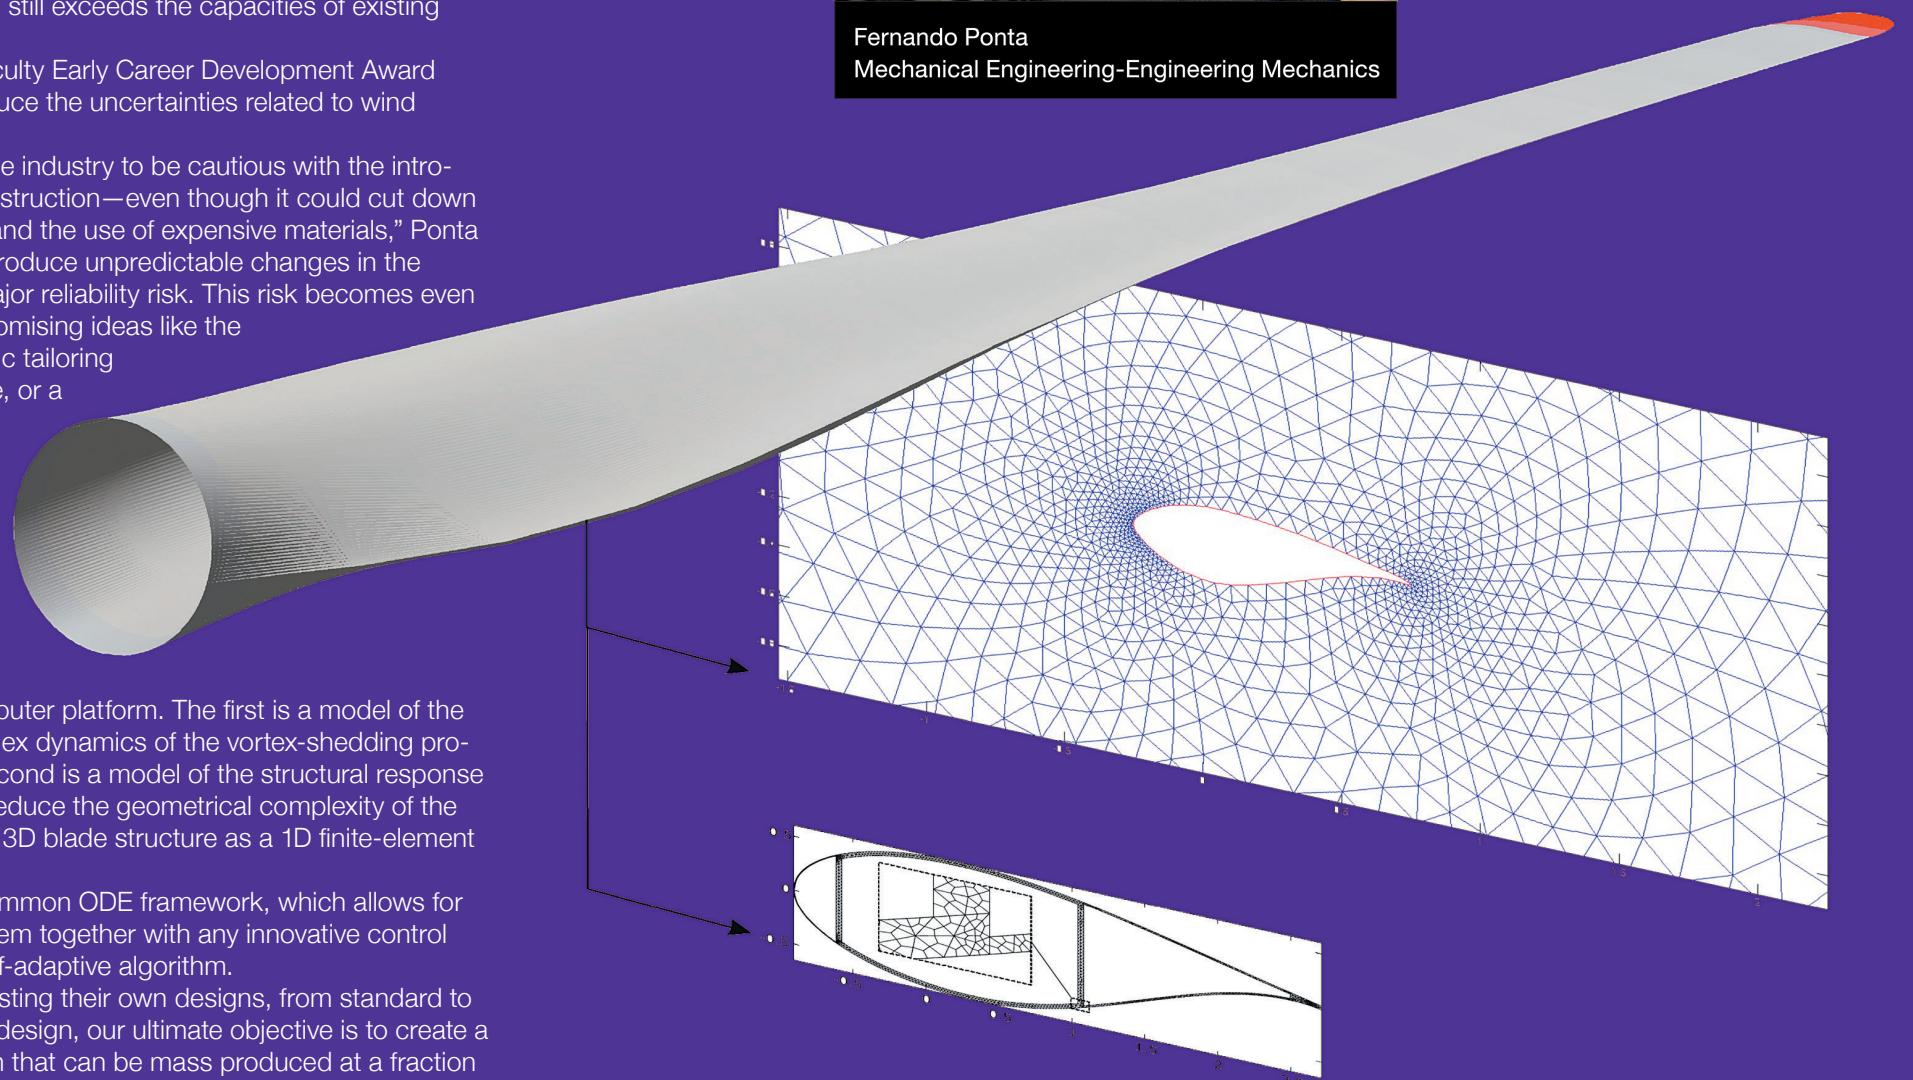 still exceeds the capacities of existing
culty Early Career Development Award
uce the uncertainties related to wind
e industry to be cautious with the intro-
struction—even though it could cut down
and the use of expensive materials,” Ponta
roduce unpredictable changes in the
ajor reliability risk. This risk becomes even
omising ideas like the
c tailoring
e, or a
outer platform. The first is a model of the
lex dynamics of the vortex-shedding pro-
cond is a model of the structural response
reduce the geometrical complexity of the
3D blade structure as a 1D finite-element
mmon ODE framework, which allows for
em together with any innovative control
f-adaptive algorithm.
sting their own designs, from standard to
design, our ultimate objective is to create a
n that can be mass produced at a fraction
Fernando Ponta
Mechanical Engineering-Engineering Mechanics